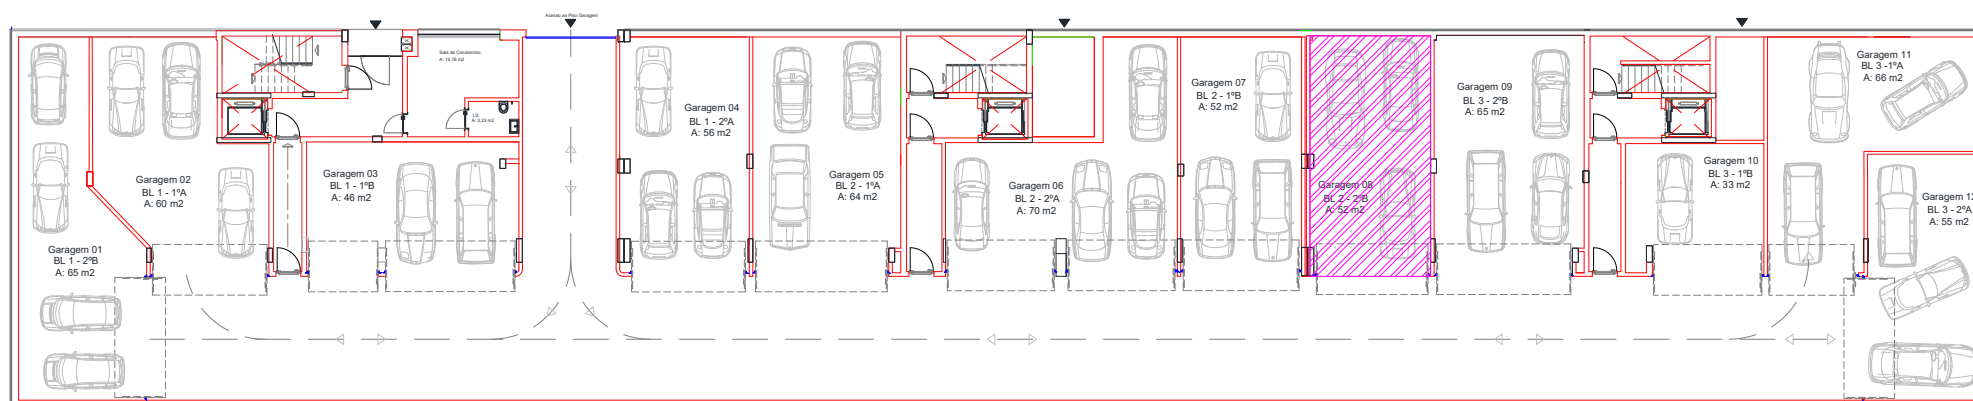 Acesso ao Piso Garagem
Sala de Condomínio
A: 15,76 m2
I.S.
A: 3,23 m2
Garagem 01
BL 1 - 2ºB
A: 65 m2
Garagem 02
BL 1 - 1ºA
A: 60 m2
Garagem 03
BL 1 - 1ºB
A: 46 m2
Garagem 04
BL 1 - 2ºA
A: 56 m2
Garagem 05
BL 2 - 1ºA
A: 64 m2
Garagem 06
BL 2 - 2ºA
A: 70 m2
Garagem 07
BL 2 - 1ºB
A: 52 m2
Garagem 08
BL 2 - 2ºB
A: 52 m2
Garagem 09
BL 3 - 2ºB
A: 65 m2
Garagem 10
BL 3 - 1ºB
A: 33 m2
Garagem 11
BL 3 -1ºA
A: 66 m2
Garagem 12
BL 3 - 2ºA
A: 55 m2